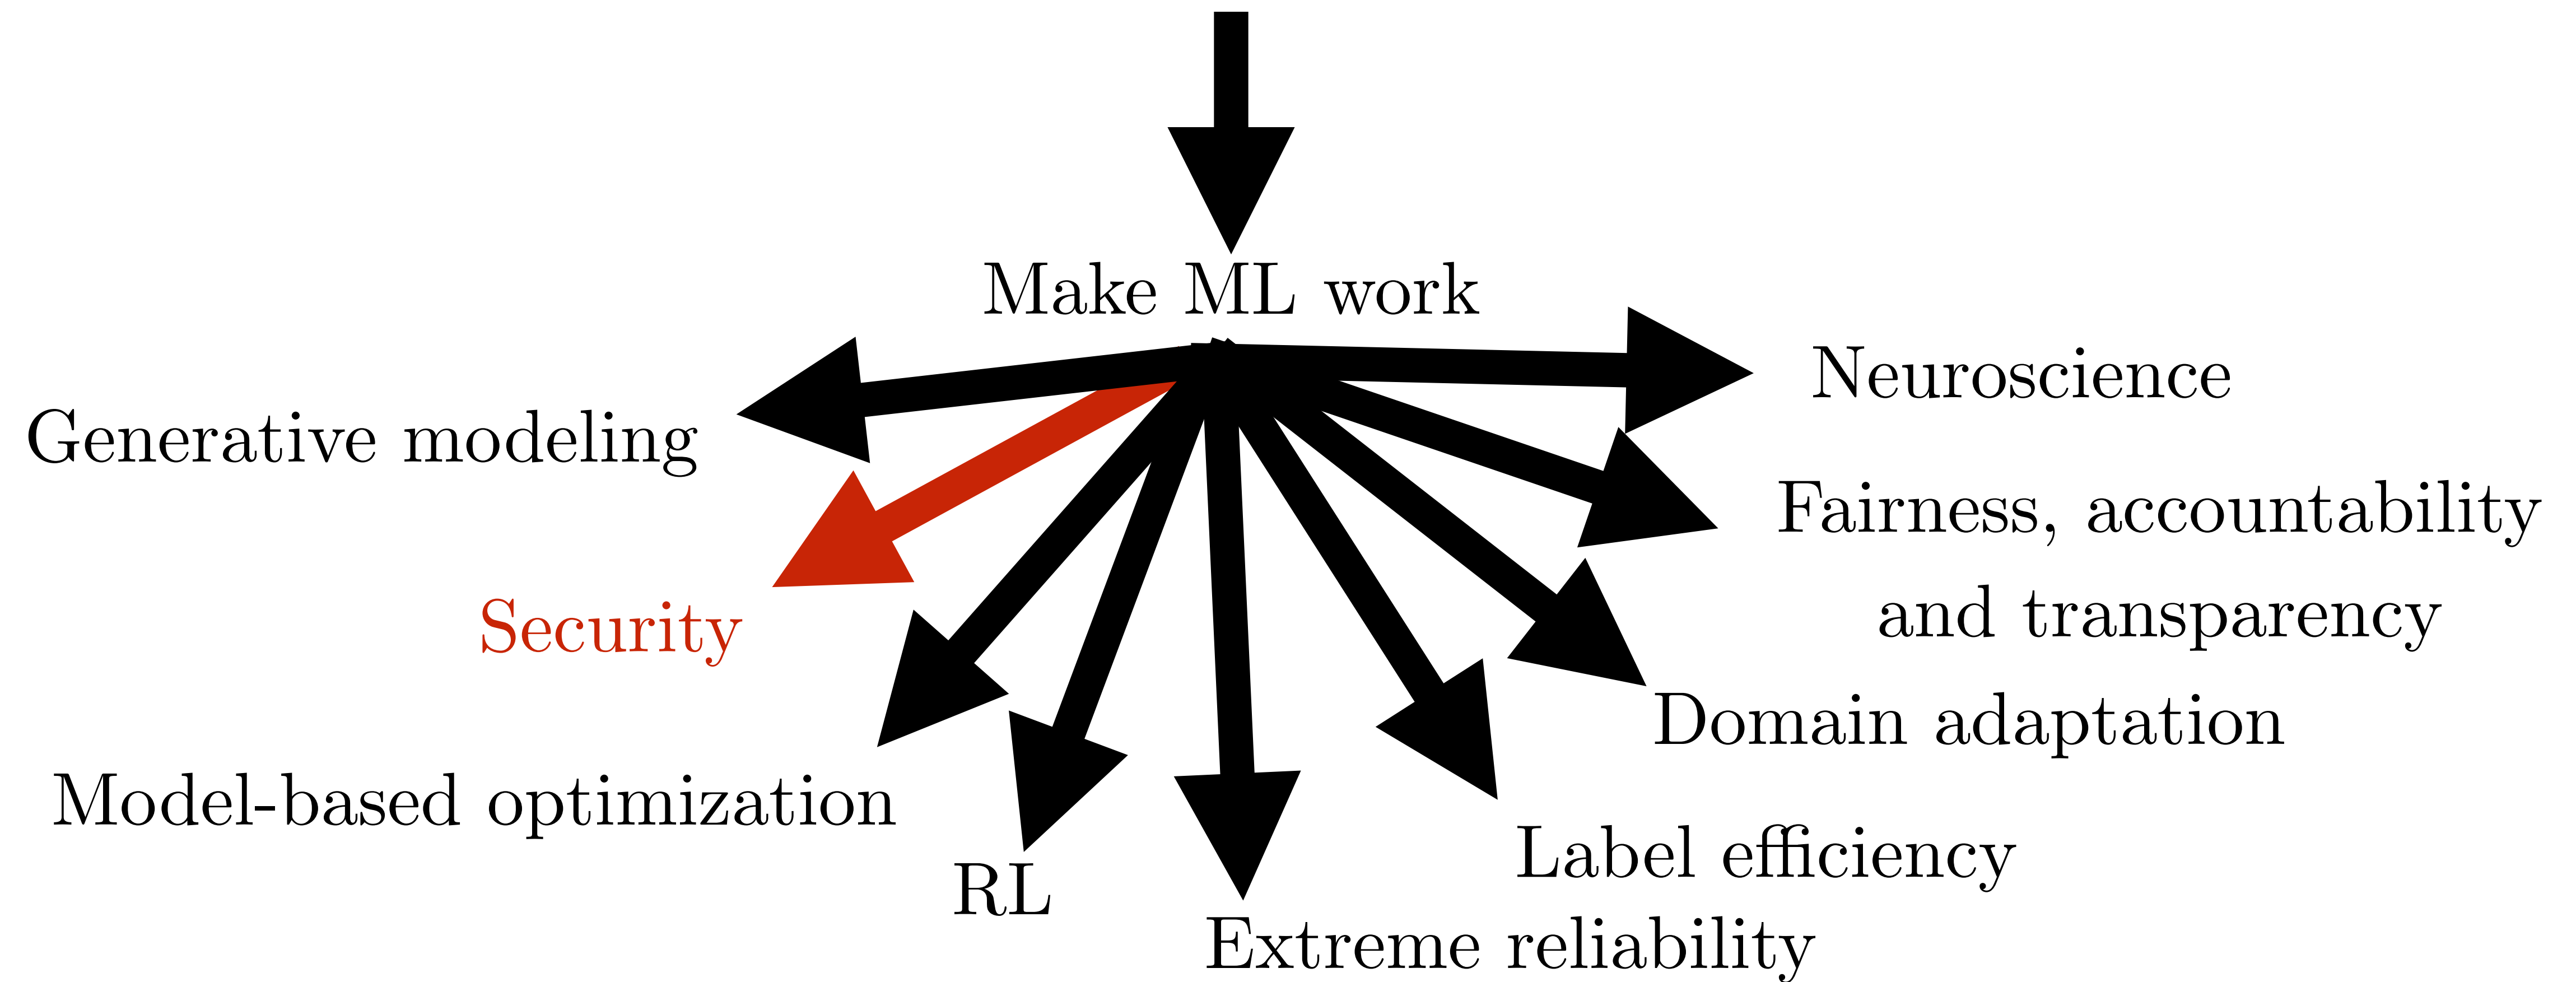 Make ML work
Neuroscience
Generative modeling
Fairness, accountability
and transparency
Security
Domain adaptation
Model-based optimization
Label efficiency
RL
Extreme reliability